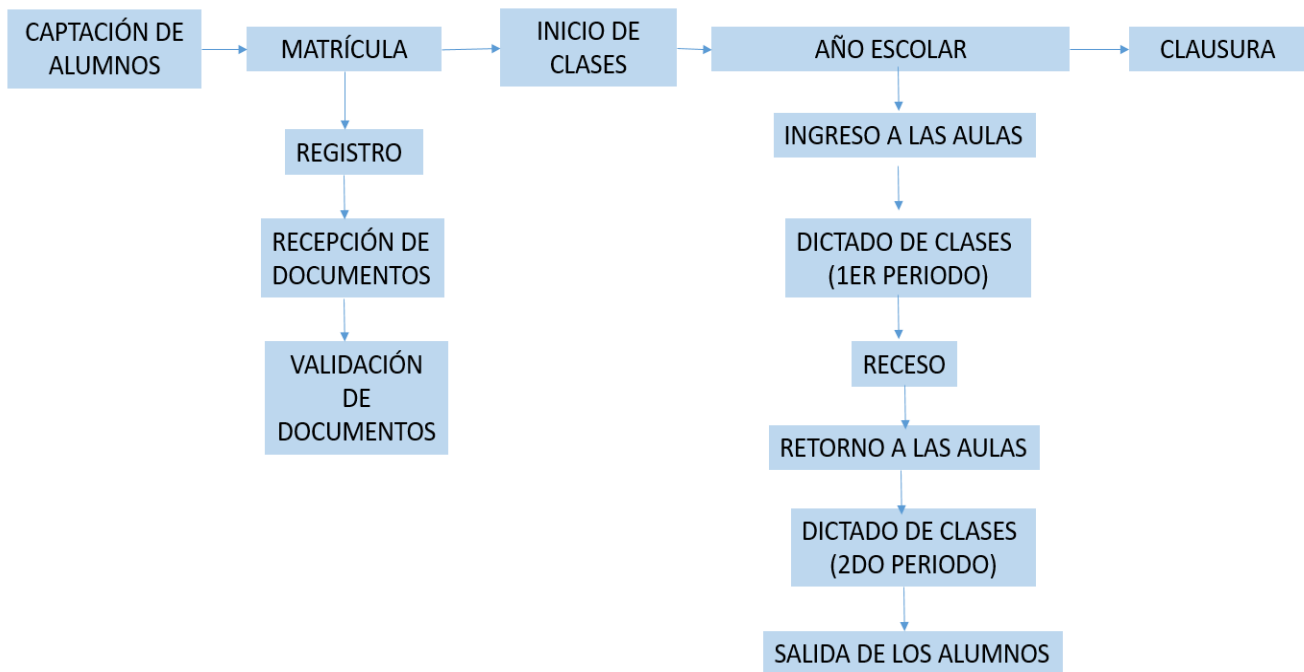 CAPTACIÓN DE
ALUMNOS
MATRÍCULA
INICIO DE
CLASES
AÑO ESCOLAR
CLAUSURA
REGISTRO
RECEPCIÓN DE
DOCUMENTOS
VALIDACIÓN
DE
DOCUMENTOS
INGRESO A LAS AULAS
DICTADO DE CLASES
(1ER PERIODO)
RECESO
RETORNO A LAS AULAS
DICTADO DE CLASES
(2DO PERIODO)
SALIDA DE LOS ALUMNOS